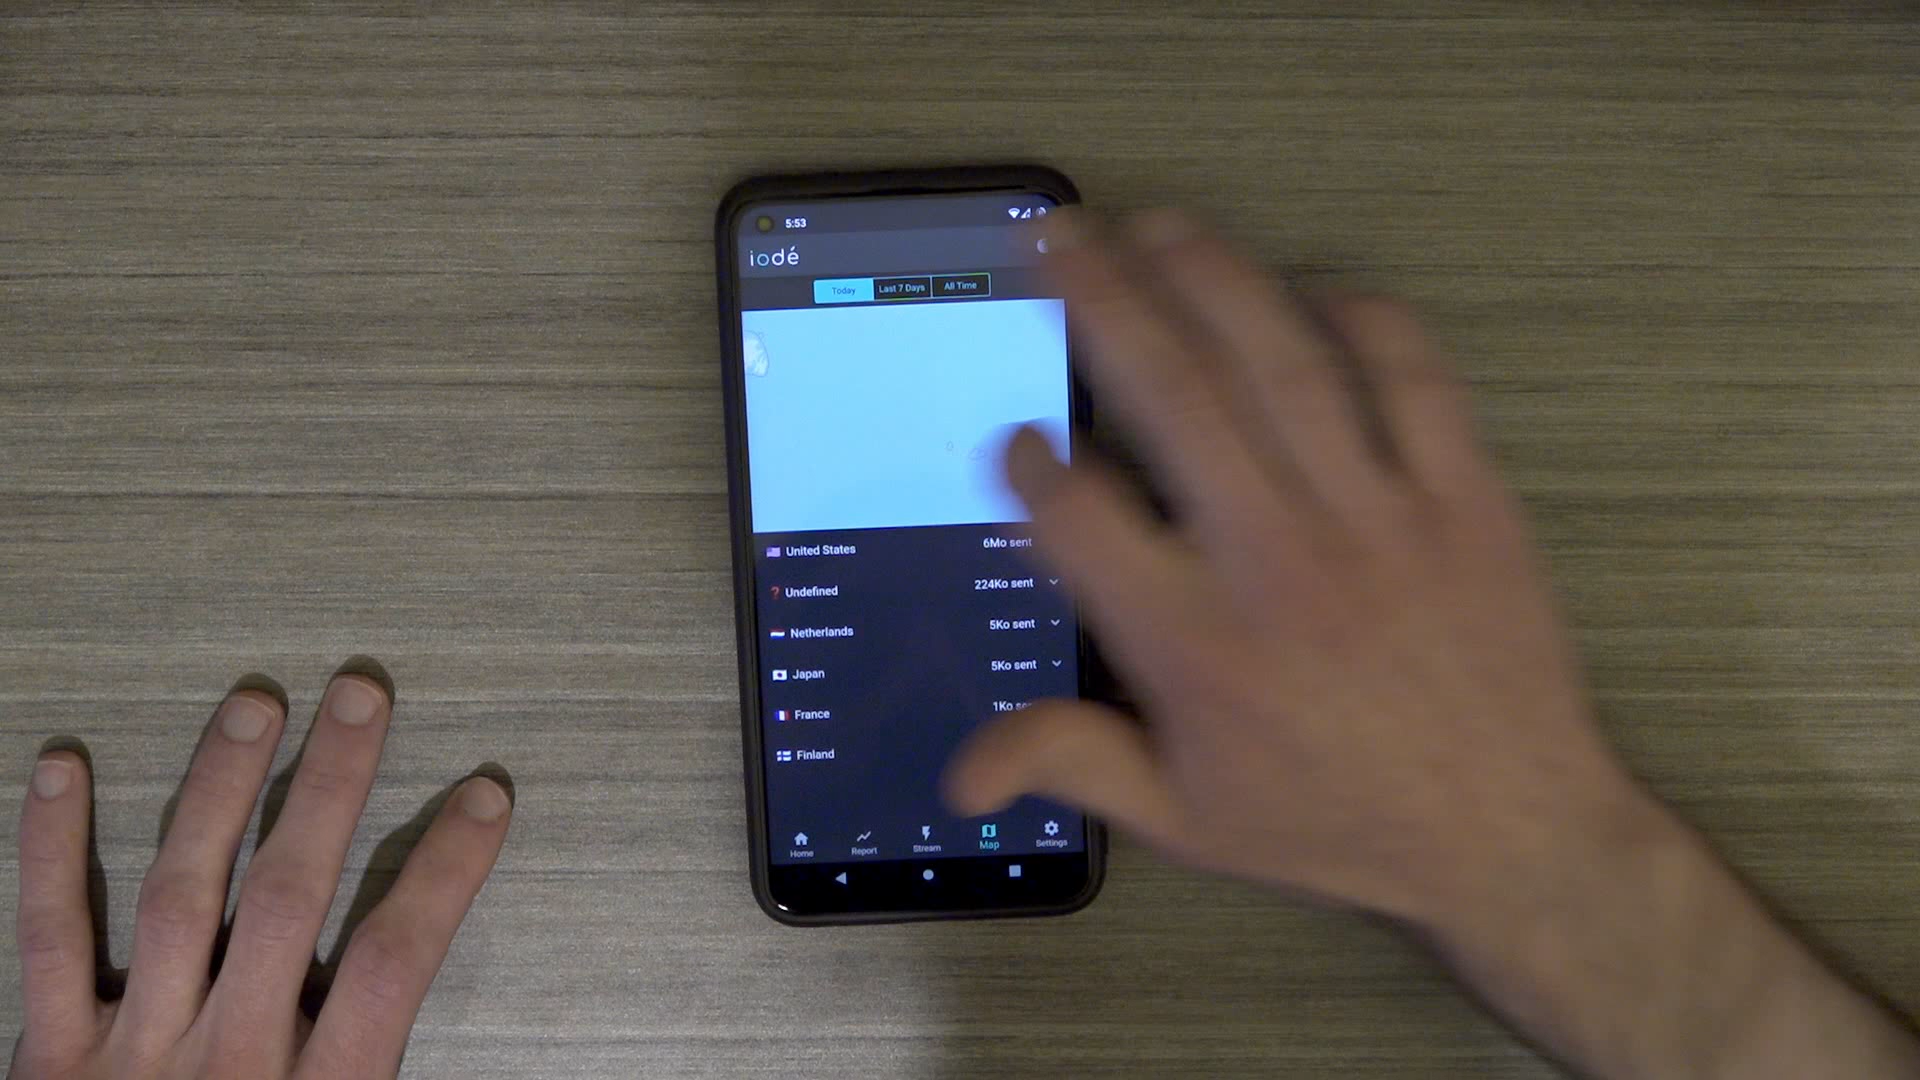 5:53
iodé
Today Last 7 Days All Time
United States 6Mo sent
Undefined 224Ko sent
Netherlands 5Ko sent
Japan 5Ko sent
France 1Ko
Finland
Home Report Stream Map Settings